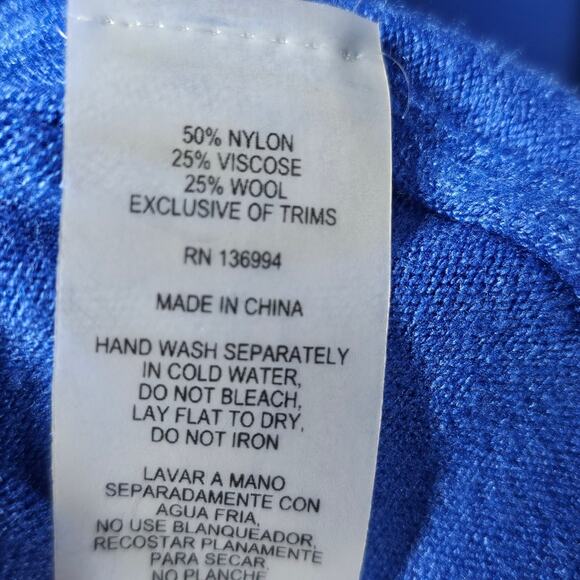 50% NYLON
25% VISCOSE
25% WOOL
EXCLUSIVE OF TRIMS
RN 136994
MADE IN CHINA
HAND WASH SEPARATELY
IN COLD WATER,
DO NOT BLEACH,
LAY FLAT TO DRY,
DO NOT IRON
LAVAR A MANO
SEPARADAMENTE CON
AGUA FRIA,
NO USE BLANQUEADOR,
RECOSTAR PLANAMENTE
PARA SECAR,
NO PLANCHE